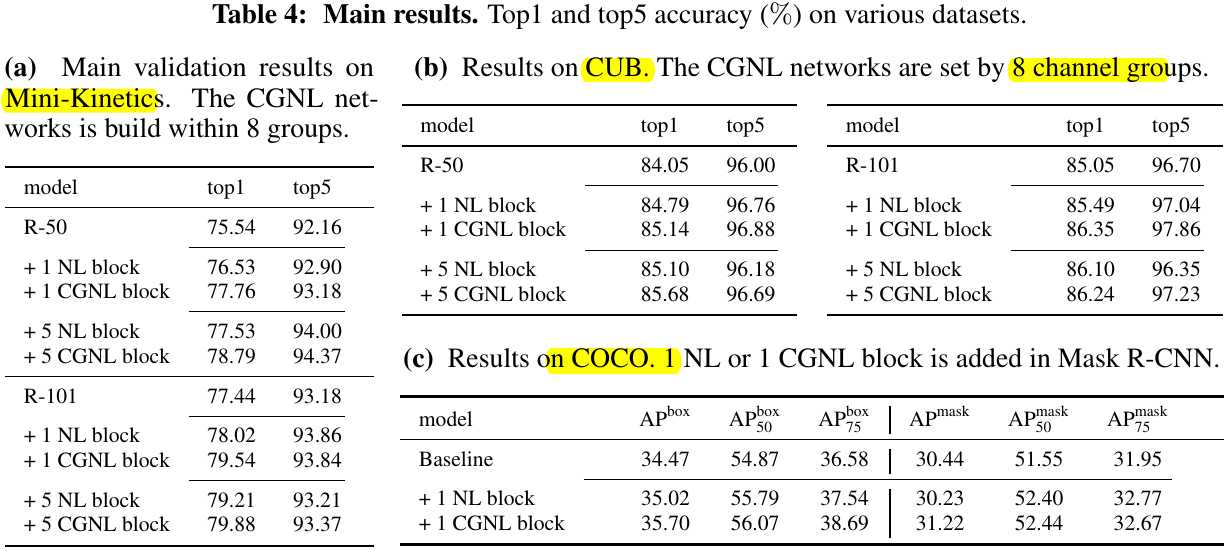 Table 4: Main results. Top1 and top5 accuracy (%) on various datasets.
(a) Main validation results on
Mini-Kinetics. The CGNL net-
works is build within 8 groups.
model top1 top5
R-50 75.54 92.16
+ 1 NL block 76.53 92.90
+ 1 CGNL block 77.76 93.18
+ 5 NL block 77.53 94.00
+ 5 CGNL block 78.79 94.37
R-101 77.44 93.18
+ 1 NL block 78.02 93.86
+ 1 CGNL block 79.54 93.84
+ 5 NL block 79.21 93.21
+ 5 CGNL block 79.88 93.37
(b) Results on CUB. The CGNL networks are set by 8 channel groups.
model top1 top5
R-50 84.05 96.00
+ 1 NL block 84.79 96.76
+ 1 CGNL block 85.14 96.88
+ 5 NL block 85.10 96.18
+ 5 CGNL block 85.68 96.69
model top1 top5
R-101 85.05 96.70
+ 1 NL block 85.49 97.04
+ 1 CGNL block 86.35 97.86
+ 5 NL block 86.10 96.35
+ 5 CGNL block 86.24 97.23
(c) Results on COCO. 1 NL or 1 CGNL block is added in Mask R-CNN.
model AP^box AP_50^box AP_75^box AP^mask AP_50^mask AP_75^mask
Baseline 34.47 54.87 36.58 30.44 51.55 31.95
+ 1 NL block 35.02 55.79 37.54 30.23 52.40 32.77
+ 1 CGNL block 35.70 56.07 38.69 31.22 52.44 32.67